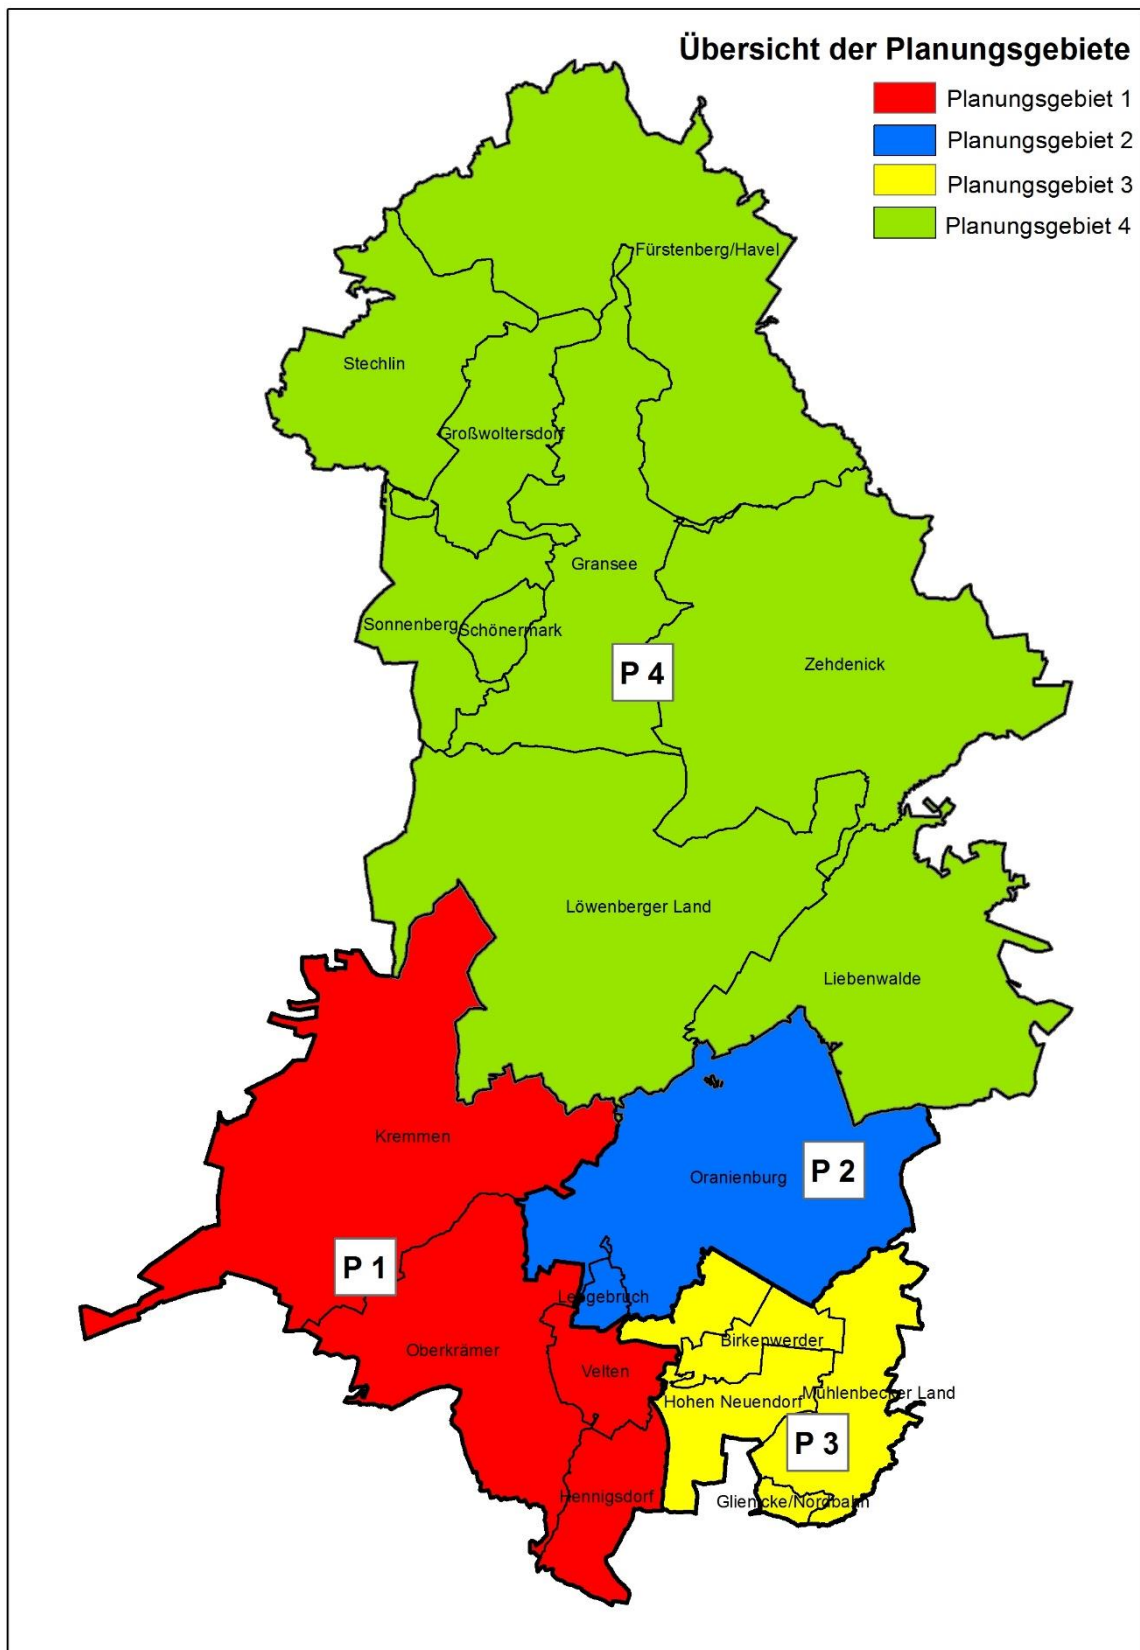 Übersicht der Planungsgebiete
Planungsgebiet 1
Planungsgebiet 2
Planungsgebiet 3
Planungsgebiet 4
Fürstenberg/Havel
Stechlin
Großwoltersdorf
Gransee
Sonnenberg
Schönermark
Zehdenick
P 4
Löwenberger Land
Liebenwalde
Kremmen
Oranienburg
P 2
P 1
Leegebruch
Birkenwerder
Oberkrämer
Velten
Mühlenbecker Land
Hohen Neuendorf
P 3
Hennigsdorf
Glienicke/Nordbahn